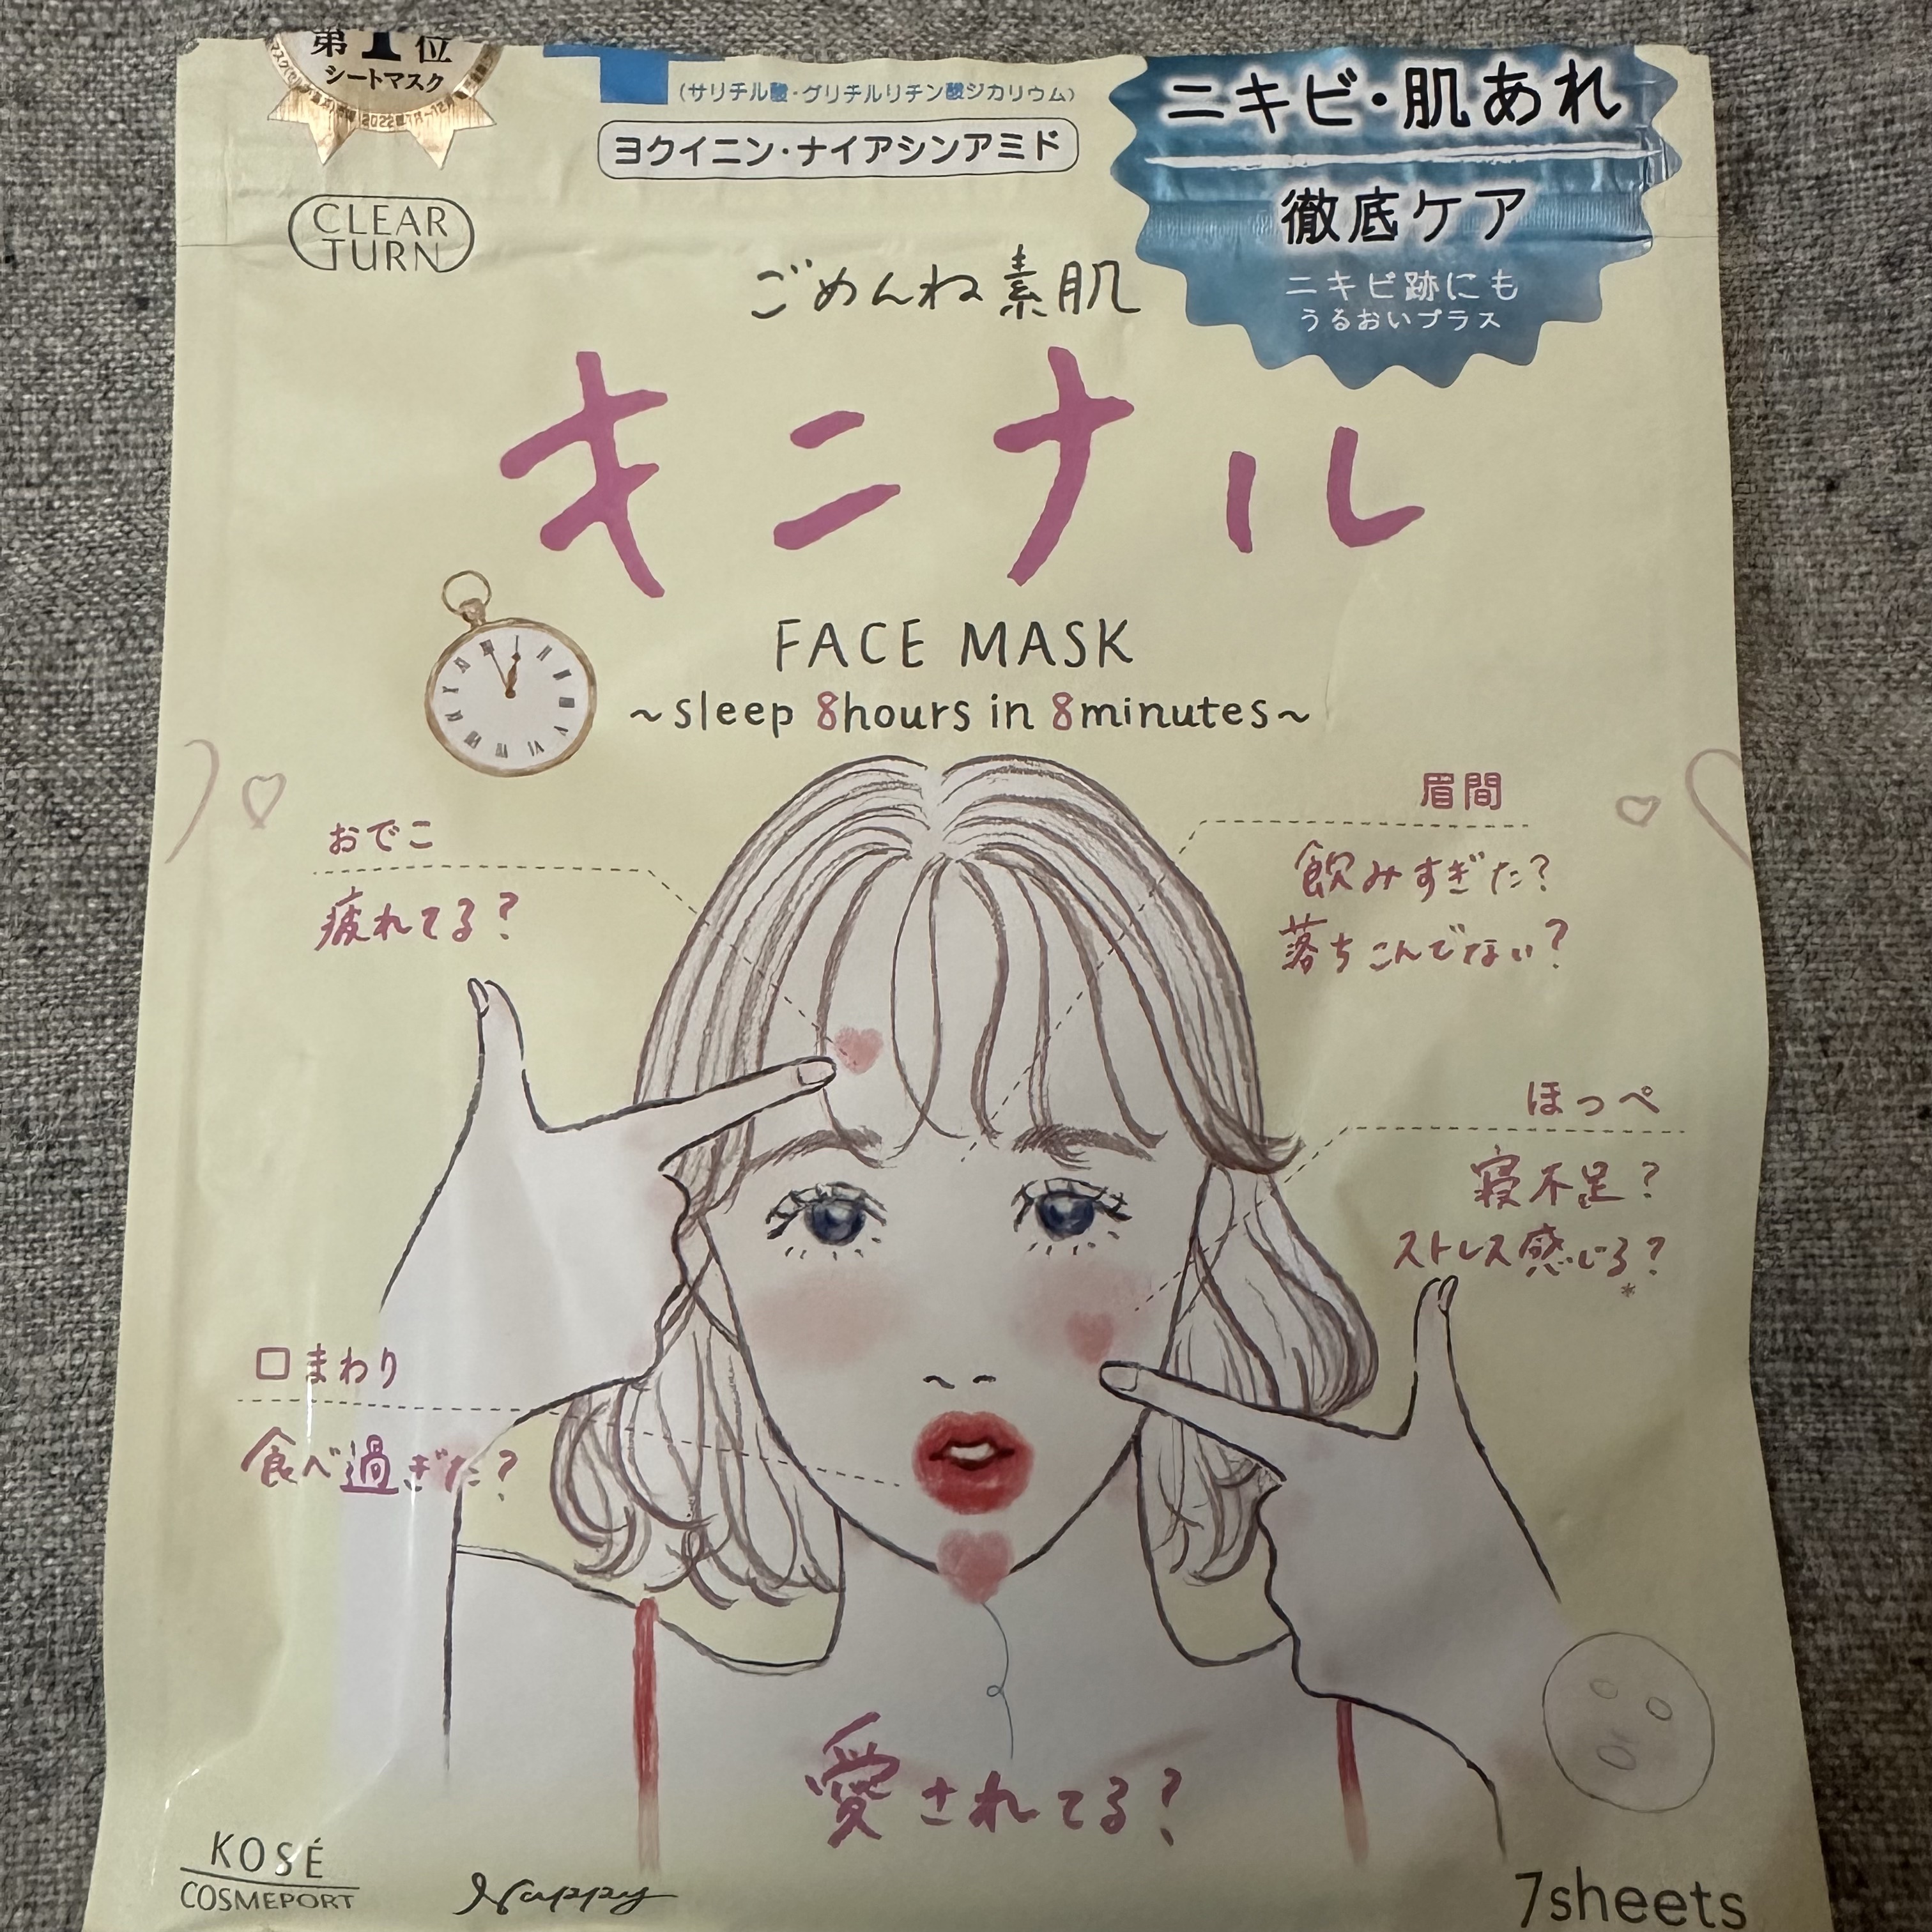 第1位
シートマスク
(サリチル酸・グリチルリチン酸ジカリウム)
ヨクイニン・ナイアシンアミド
ニキビ・肌あれ
徹底ケア
ニキビ跡にも
うるおいプラス
CLEAR
TURN
ごめんね素肌
キニナル
FACE MASK
~sleep 8hours in 8minutes~
おでこ
疲れてる?
眉間
飲みすぎた?
落ちこんでない?
ほっぺ
寝不足?
ストレス感じる?
*
口まわり
食べ過ぎた?
愛されてる?
KOSÉ
COSMEPORT
Nappy
7sheets